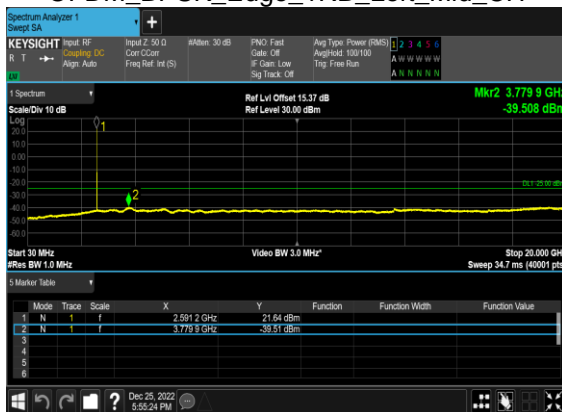 Spectrum Analyzer 1
Swept SA
+
KEYSIGHT Input: RF
R T Coupling: DC
Align: Auto
LU
Input Z: 50 Ω
Corr CCorr
Freq Ref: Int (S)
#Atten: 30 dB
PNO: Fast
Gate: Off
IF Gain: Low
Sig Track: Off
Avg Type: Power (RMS)
Avg|Hold: 100/100
Trig: Free Run
1 2 3 4 5 6
A W W W W W
A N N N N N
1 Spectrum
Scale/Div 10 dB
Ref Lvl Offset 15.37 dB
Ref Level 30.00 dBm
Mkr2 3.779 9 GHz
-39.508 dBm
Log
20.0
10.0
0.00
-10.0
-20.0
-30.0
-40.0
-50.0
-60.0
1
2
Start 30 MHz
#Res BW 1.0 MHz
Video BW 3.0 MHz*
Stop 20.000 GH
Sweep 34.7 ms (40001 pts
5 Marker Table
Mode Trace Scale X Y Function Function Width Function Value
1 N 1 f 2.591 2 GHz 21.64 dBm
2 N 1 f 3.779 9 GHz -39.51 dBm
3
4
5
6
? Dec 25, 2022
5:55:24 PM